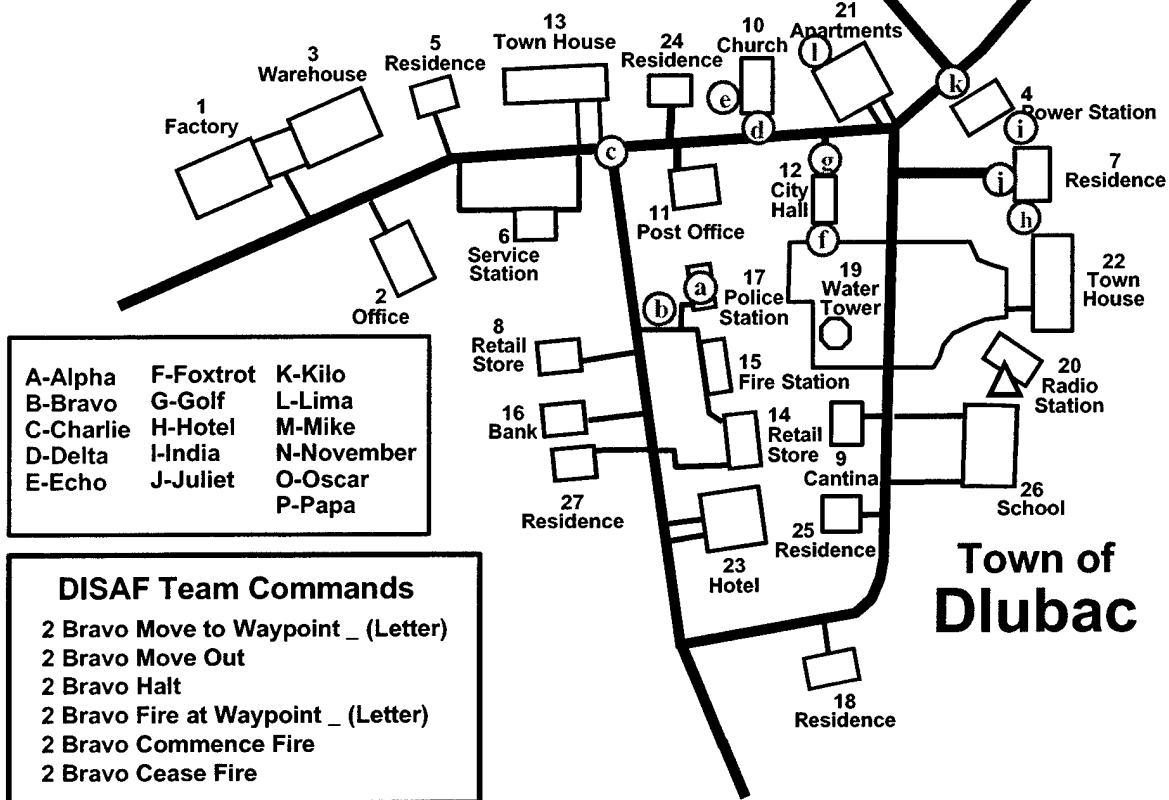 13
Town House
10
Church
21
Apartments
l
24
Residence
5
Residence
3
Warehouse
1
Factory
e
d
k
4
Power Station
i
c
g
12
City
Hall
j
7
Residence
h
11
Post Office
6
Service
Station
f
2
Office
a
b
17
Police
Station
19
Water
Tower
22
Town
House
8
Retail
Store
15
Fire Station
20
Radio
Station
16
Bank
14
Retail
Store
9
Cantina
26
School
27
Residence
25
Residence
23
Hotel
18
Residence
A-Alpha
B-Bravo
C-Charlie
D-Delta
E-Echo
F-Foxtrot
G-Golf
H-Hotel
I-India
J-Juliet
K-Kilo
L-Lima
M-Mike
N-November
O-Oscar
P-Papa
Town of
Dlubac
DISAF Team Commands
2 Bravo Move to Waypoint _ (Letter)
2 Bravo Move Out
2 Bravo Halt
2 Bravo Fire at Waypoint _ (Letter)
2 Bravo Commence Fire
2 Bravo Cease Fire